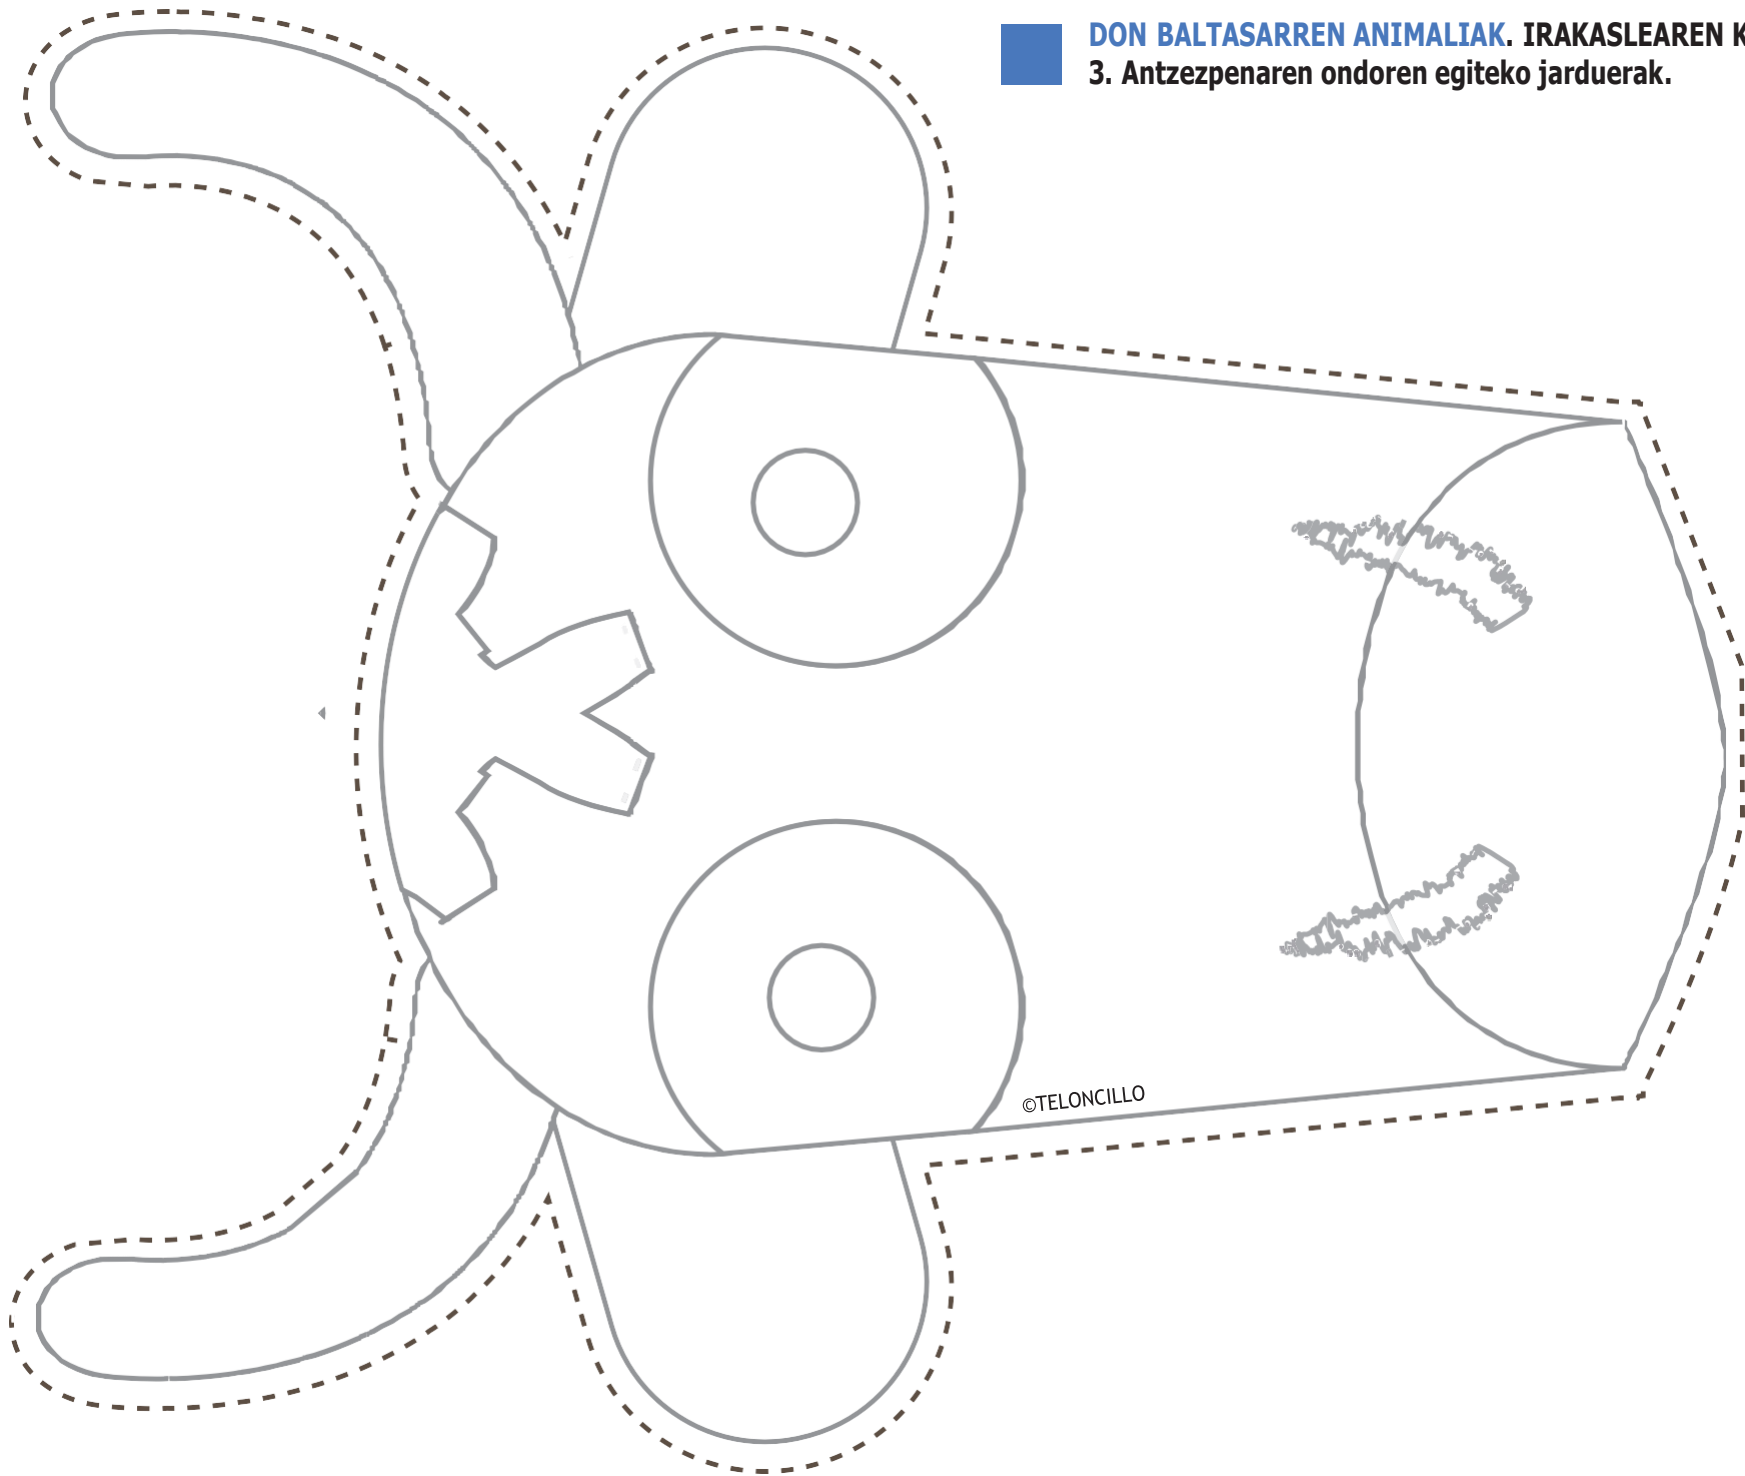 DON BALTASARREN ANIMALIAK. IRAKASLEAREN K
3. Antzezpenaren ondoren egiteko jarduerak.
©TELONCILLO